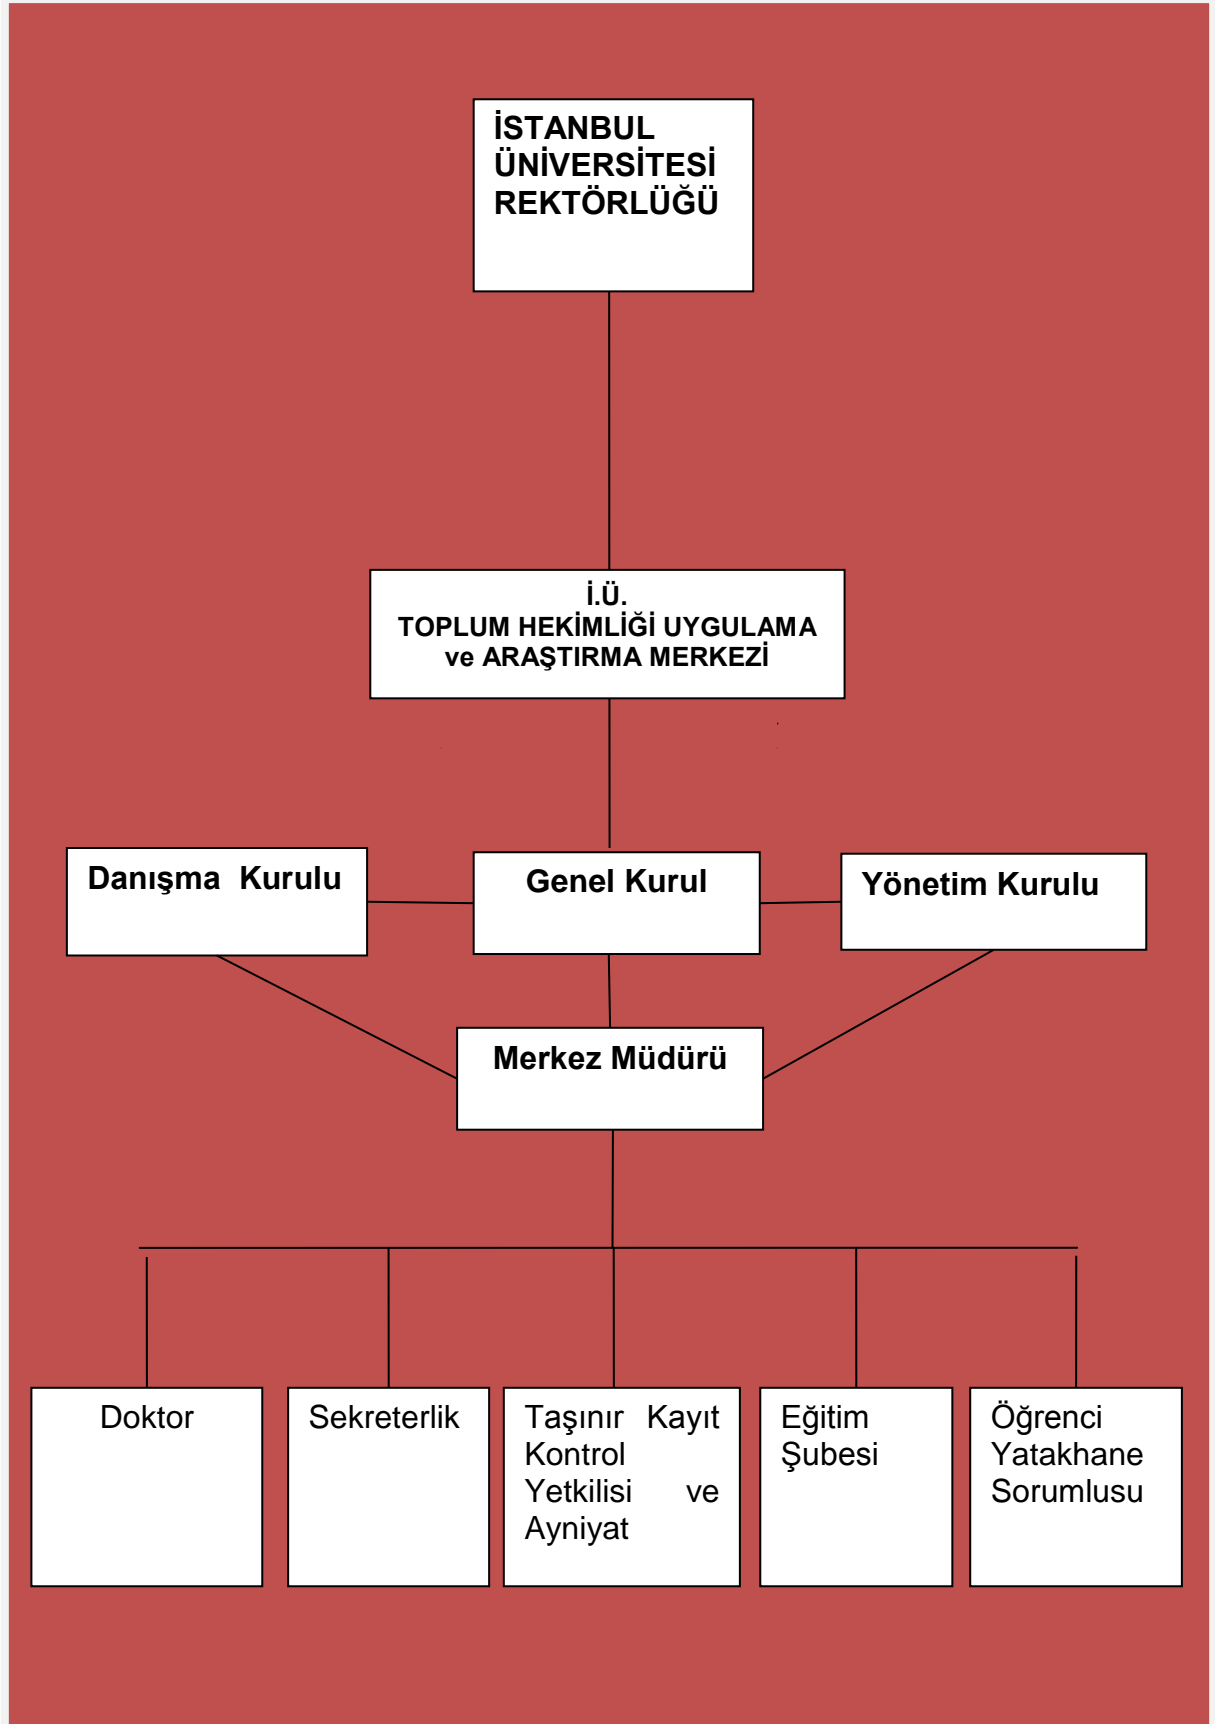 İSTANBUL
ÜNİVERSİTESİ
REKTÖRLÜĞÜ
İ.Ü.
TOPLUM HEKİMLİĞİ UYGULAMA
ve ARAŞTIRMA MERKEZİ
Danışma Kurulu
Genel Kurul
Yönetim Kurulu
Merkez Müdürü
Doktor
Sekreterlik
Taşınır Kayıt
Kontrol
Yetkilisi ve
Ayniyat
Eğitim
Şubesi
Öğrenci
Yatakhane
Sorumlusu